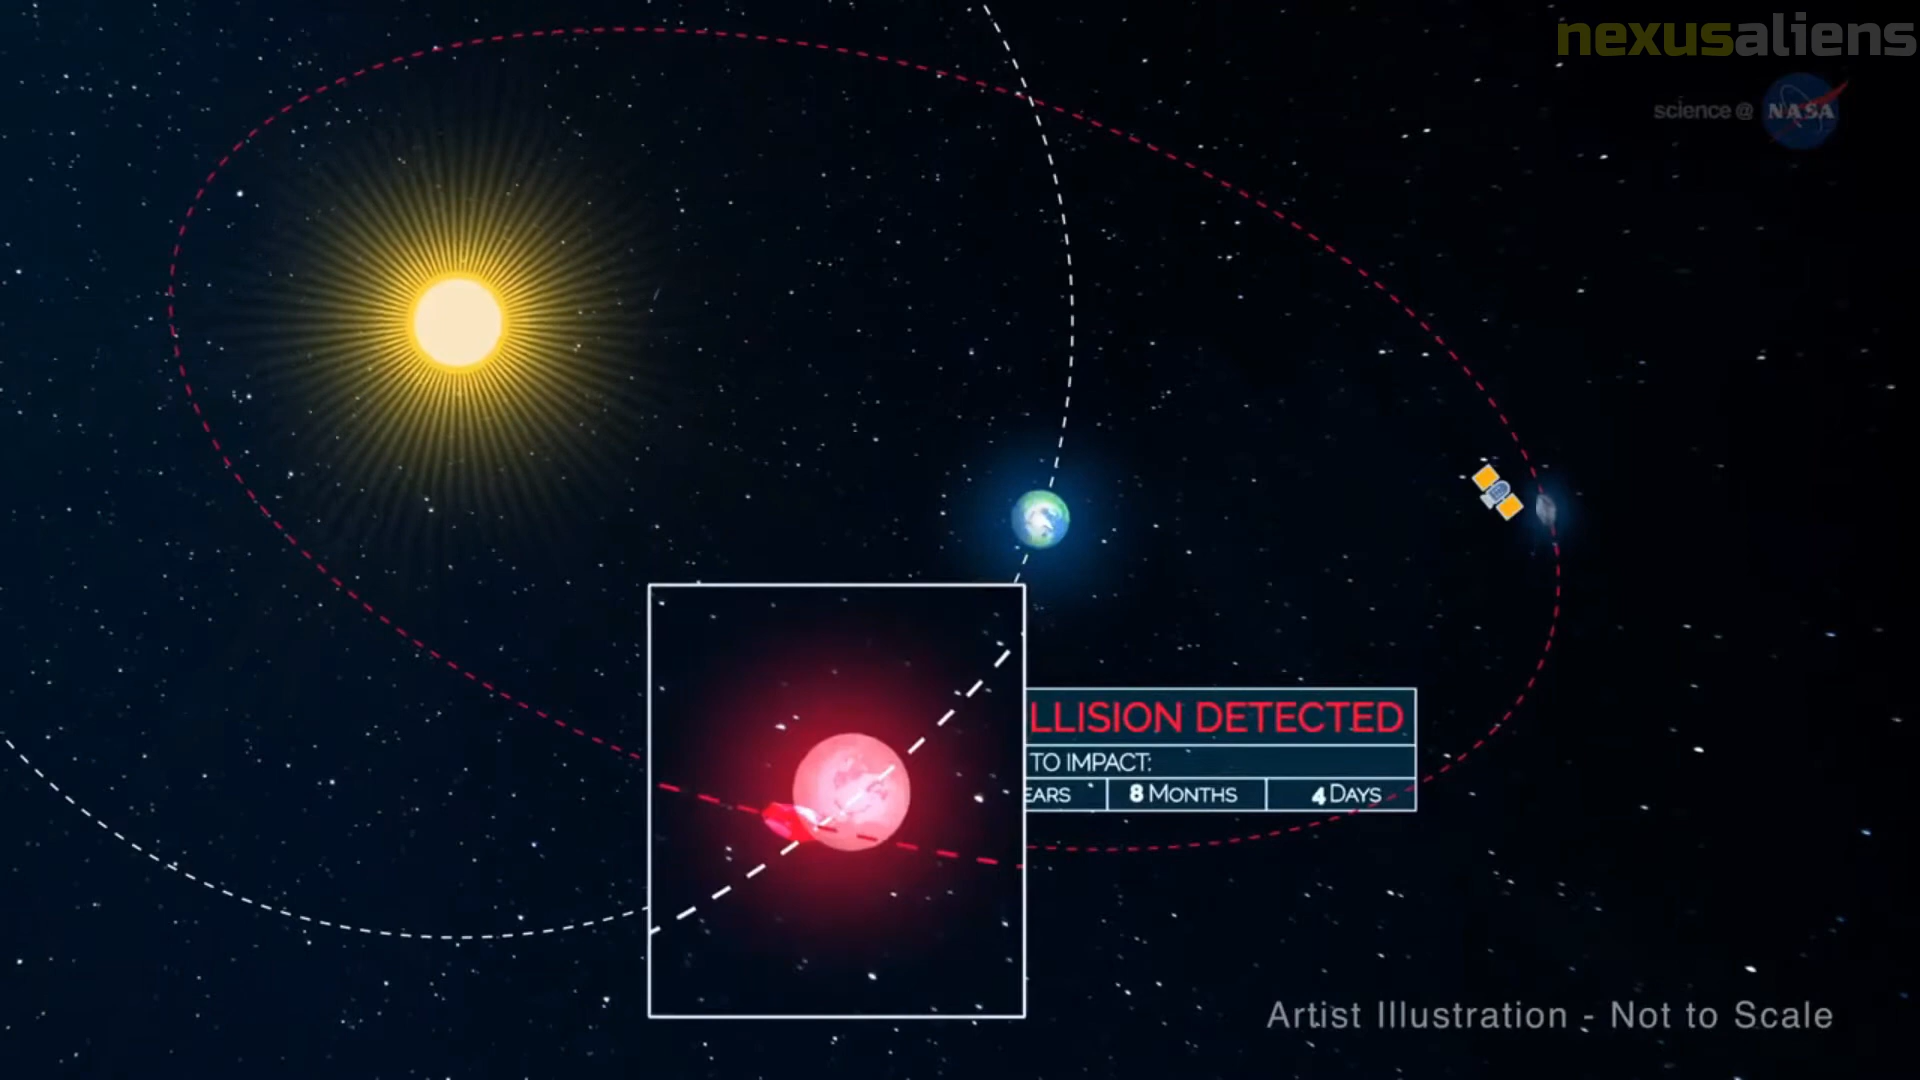 nexusaliens
science @ NASA
LLISION DETECTED
TO IMPACT:
EARS 8 MONTHS 4 DAYS
Artist Illustration - Not to Scale